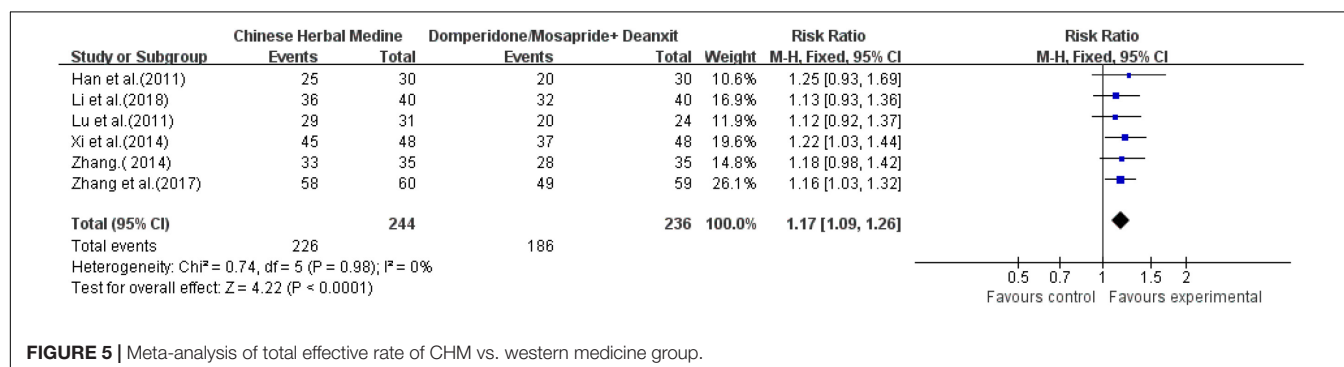 Chinese Herbal Medine Domperidone/Mosapride+ Deanxit Risk Ratio Risk Ratio
Study or Subgroup Events Total Events Total Weight M-H, Fixed, 95% CI M-H, Fixed, 95% CI
Han et al.(2011) 25 30 20 30 10.6% 1.25 [0.93, 1.69]
Li et al.(2018) 36 40 32 40 16.9% 1.13 [0.93, 1.36]
Lu et al.(2011) 29 31 20 24 11.9% 1.12 [0.92, 1.37]
Xi et al.(2014) 45 48 37 48 19.6% 1.22 [1.03, 1.44]
Zhang.( 2014) 33 35 28 35 14.8% 1.18 [0.98, 1.42]
Zhang et al.(2017) 58 60 49 59 26.1% 1.16 [1.03, 1.32]
Total (95% CI) 244 236 100.0% 1.17 [1.09, 1.26]
Total events 226 186
Heterogeneity: Chi² = 0.74, df = 5 (P = 0.98); I² = 0%
Test for overall effect: Z = 4.22 (P < 0.0001)
0.5 0.7 1 1.5 2
Favours control Favours experimental
FIGURE 5 | Meta-analysis of total effective rate of CHM vs. western medicine group.